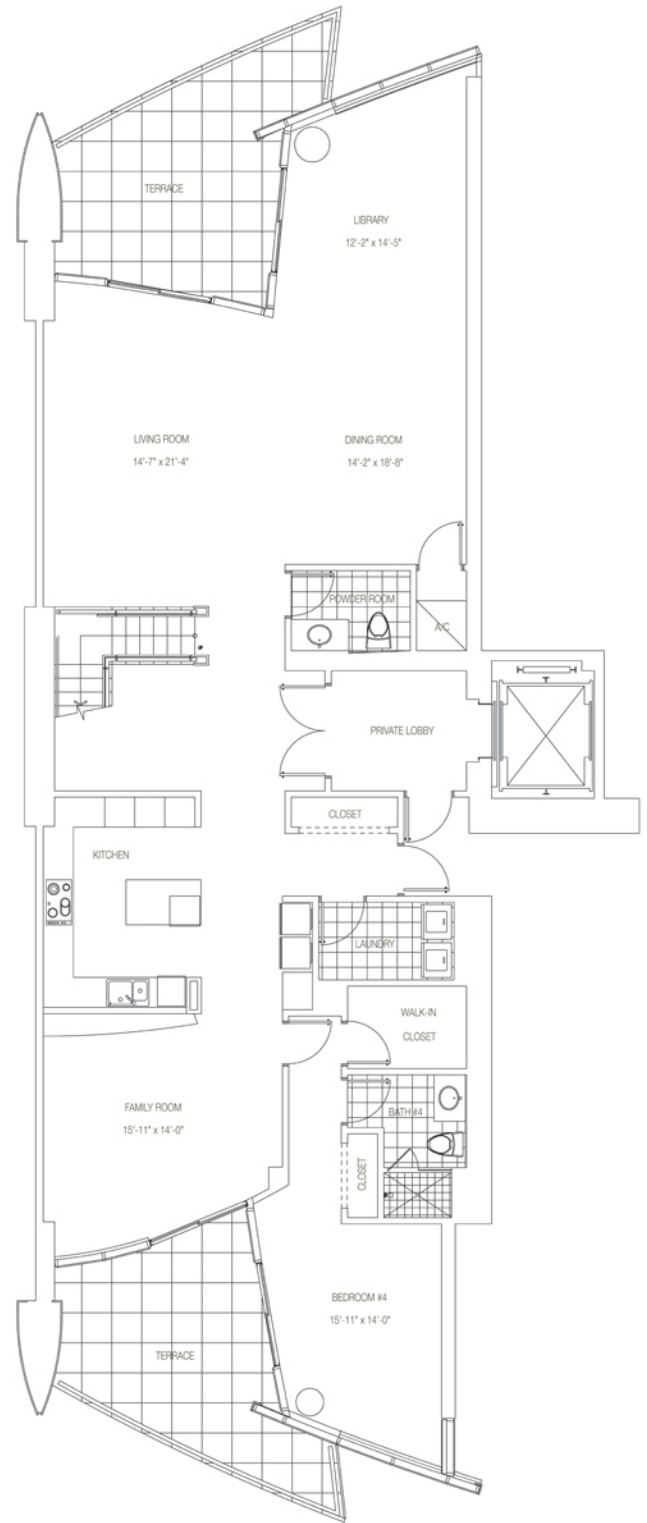 TERRACE
LIBRARY
12'-2" x 14'-5"
LIVING ROOM
14'-7" x 21'-4"
DINING ROOM
14'-2" x 18'-8"
POWDER ROOM
A/C
UP
PRIVATE LOBBY
CLOSET
KITCHEN
LAUNDRY
WALK-IN
CLOSET
FAMILY ROOM
15'-11" x 14'-0"
BATH #4
CLOSET
BEDROOM #4
15'-11" x 14'-0"
TERRACE